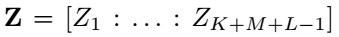 𝐙 = [Z_1 : … : Z_{K+M+L−1}]